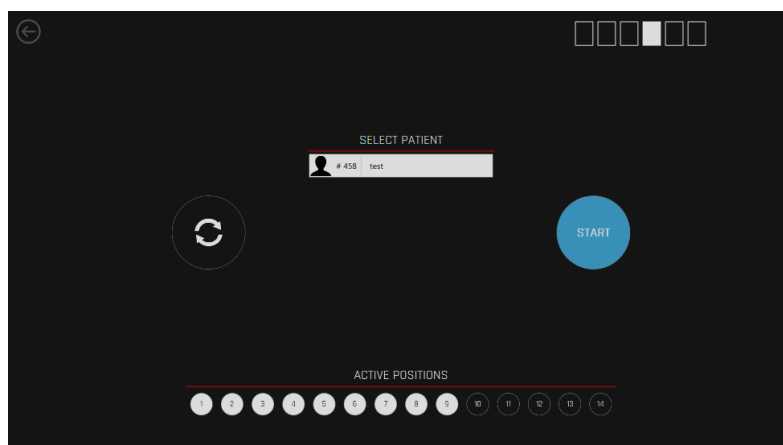 SELECT PATIENT
# 458 test
START
ACTIVE POSITIONS
1 2 3 4 5 6 7 8 9 10 11 12 13 14